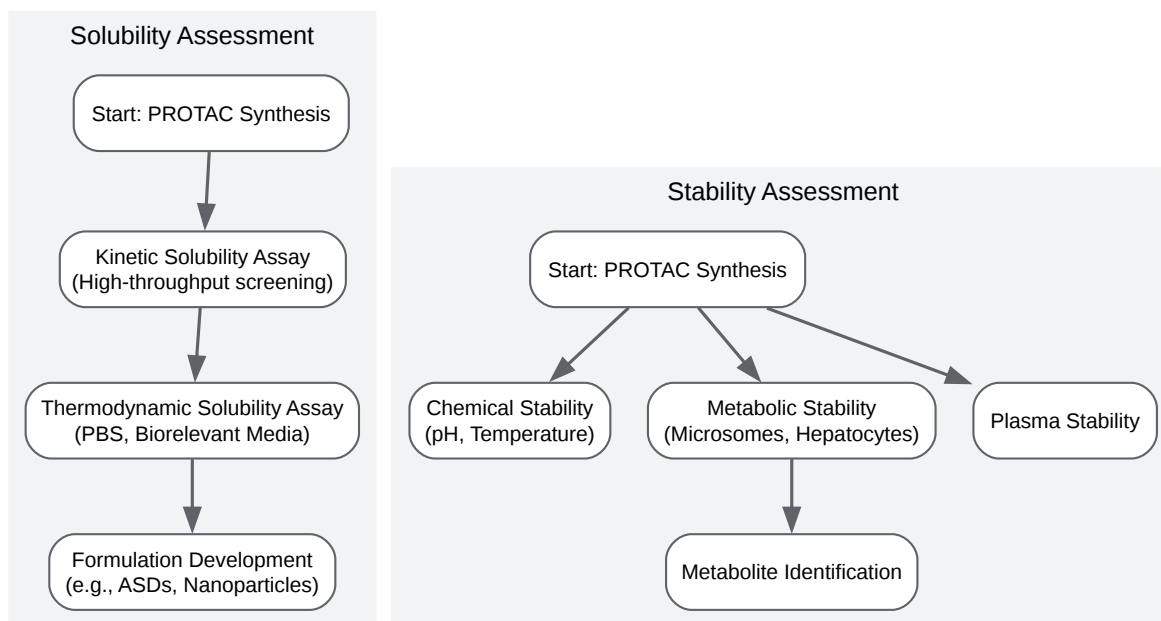 Solubility Assessment
Start: PROTAC Synthesis
Kinetic Solubility Assay
(High-throughput screening)
Thermodynamic Solubility Assay
(PBS, Biorelevant Media)
Formulation Development
(e.g., ASDs, Nanoparticles)
Stability Assessment
Start: PROTAC Synthesis
Chemical Stability
(pH, Temperature)
Metabolic Stability
(Microsomes, Hepatocytes)
Plasma Stability
Metabolite Identification